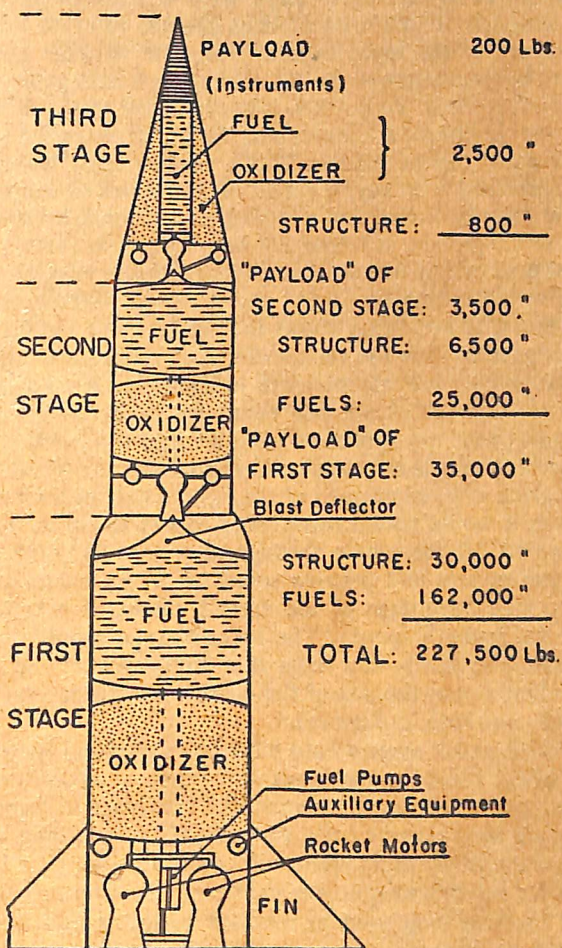 PAYLOAD 200 Lbs.
(Instruments)
THIRD
STAGE
FUEL
OXIDIZER
2,500 "
STRUCTURE: 800 "
"PAYLOAD" OF
SECOND STAGE: 3,500."
SECOND
STAGE
FUEL
STRUCTURE: 6,500 "
OXIDIZER
FUELS: 25,000 "
"PAYLOAD" OF
FIRST STAGE: 35,000 "
Blast Deflector
STRUCTURE: 30,000 "
FUEL
FUELS: 162,000 "
FIRST
STAGE
TOTAL: 227,500 Lbs.
OXIDIZER
Fuel Pumps
Auxiliary Equipment
Rocket Motors
FIN